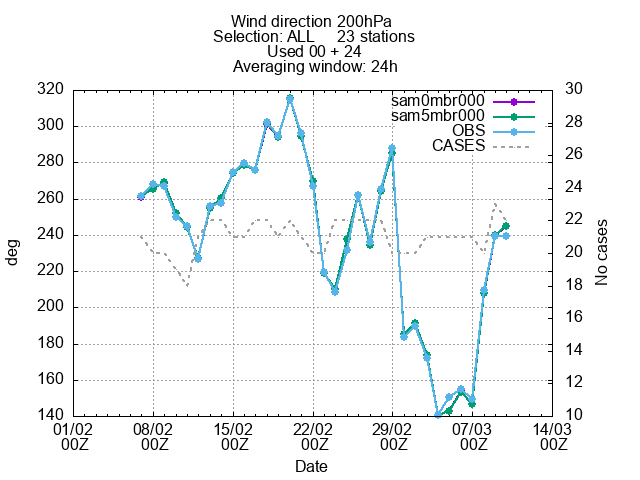 Wind direction 200hPa
Selection: ALL 23 stations
Used 00 + 24
Averaging window: 24h
320 30
sam0mbr000
sam5mbr000
OBS
CASES
300 28
280 26
260 24
240 22
220 20
200 18
180 16
160 14
140 12
10
deg
No cases
01/02 08/02 15/02 22/02 29/02 07/03 14/03
00Z 00Z 00Z 00Z 00Z 00Z 00Z
Date